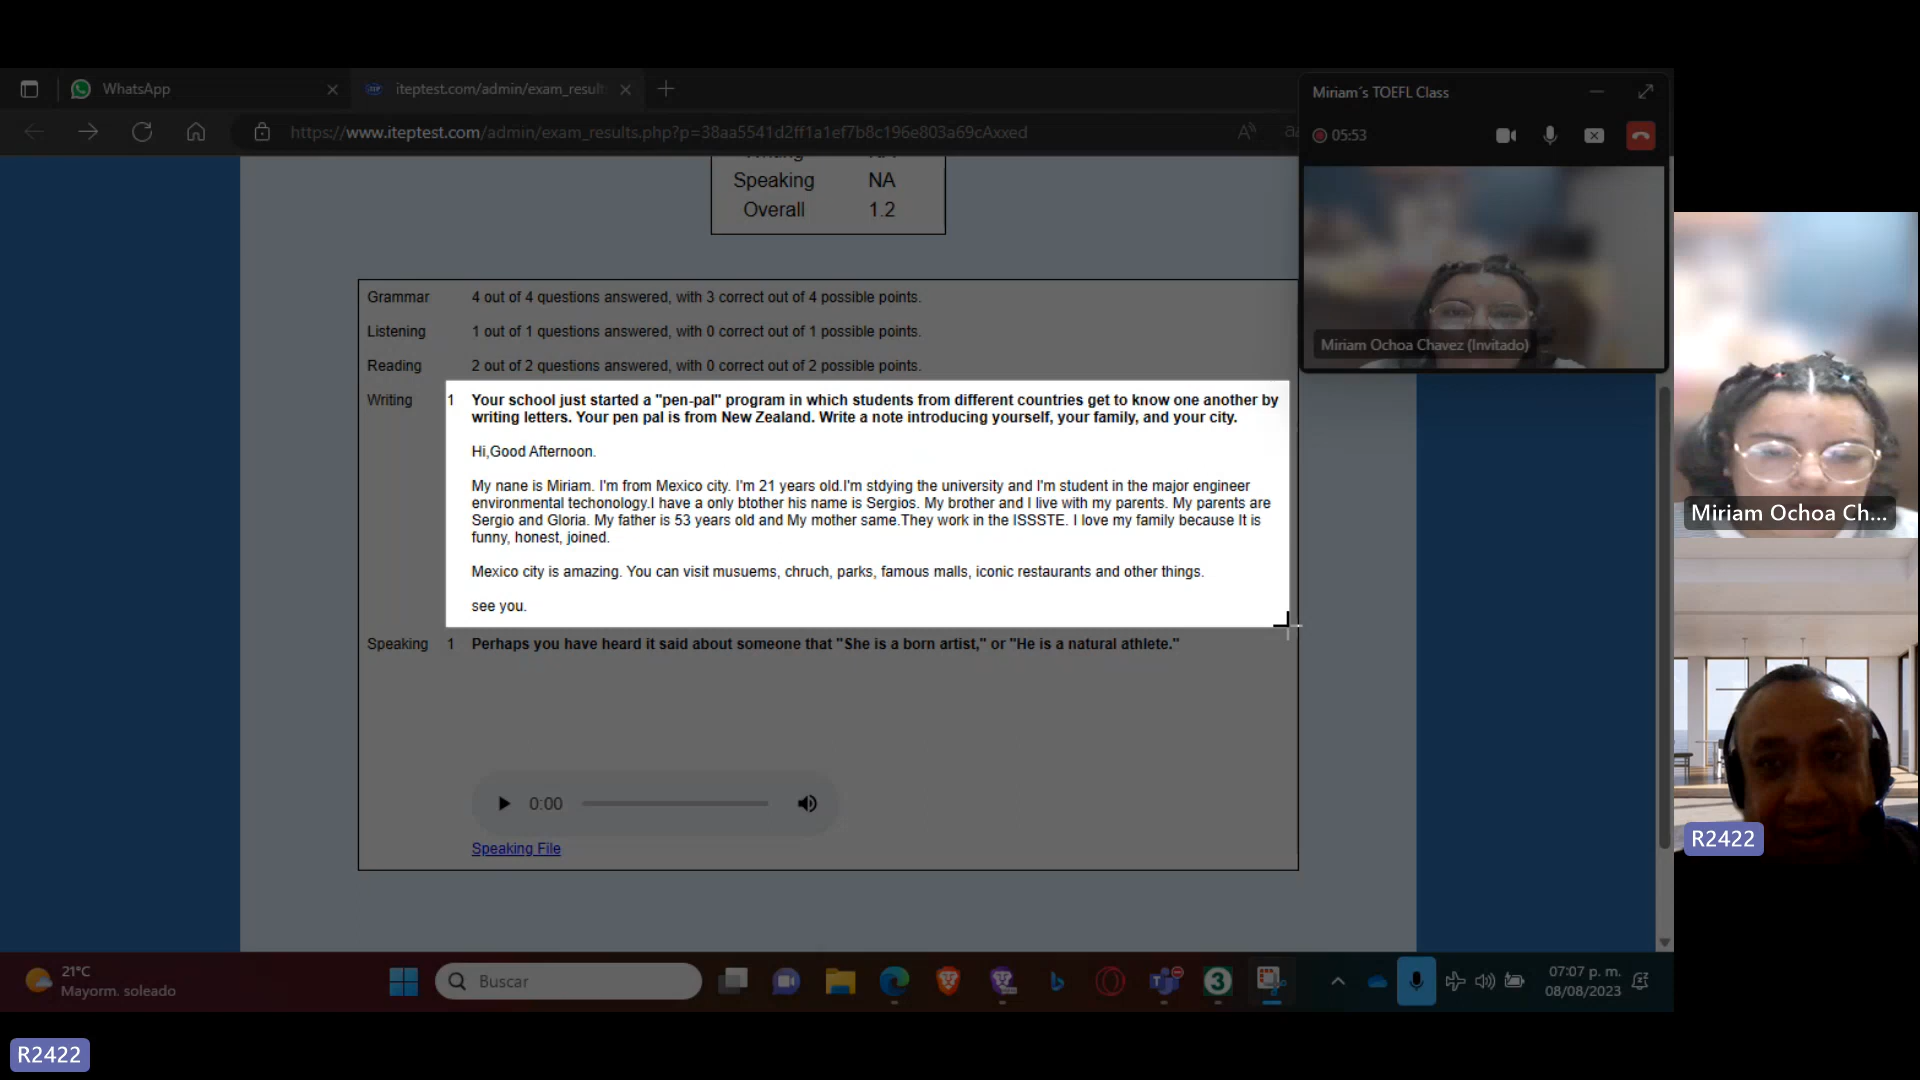 WhatsApp
iteptest.com/admin/exam_result
Miriam´s TOEFL Class
https://www.iteptest.com/admin/exam_results.php?p=38aa5541d2ff1a1ef7b8c196e803a69cAxxed
05:53
Speaking NA
Overall 1.2
Miriam Ochoa Chavez (Invitado)
Grammar 4 out of 4 questions answered, with 3 correct out of 4 possible points.
Listening 1 out of 1 questions answered, with 0 correct out of 1 possible points.
Reading 2 out of 2 questions answered, with 0 correct out of 2 possible points.
Writing 1 Your school just started a "pen-pal" program in which students from different countries get to know one another by
writing letters. Your pen pal is from New Zealand. Write a note introducing yourself, your family, and your city.
Hi,Good Afternoon.
My nane is Miriam. I'm from Mexico city. I'm 21 years old.I'm stdying the university and I'm student in the major engineer
environmental techonology.I have a only btother his name is Sergios. My brother and I live with my parents. My parents are
Sergio and Gloria. My father is 53 years old and My mother same.They work in the ISSSTE. I love my family because It is
funny, honest, joined.
Mexico city is amazing. You can visit musuems, chruch, parks, famous malls, iconic restaurants and other things.
see you.
Speaking 1 Perhaps you have heard it said about someone that "She is a born artist," or "He is a natural athlete."
0:00
Speaking File
Miriam Ochoa Ch...
R2422
21°C
Mayorm. soleado
Buscar
07:07 p. m.
08/08/2023
R2422